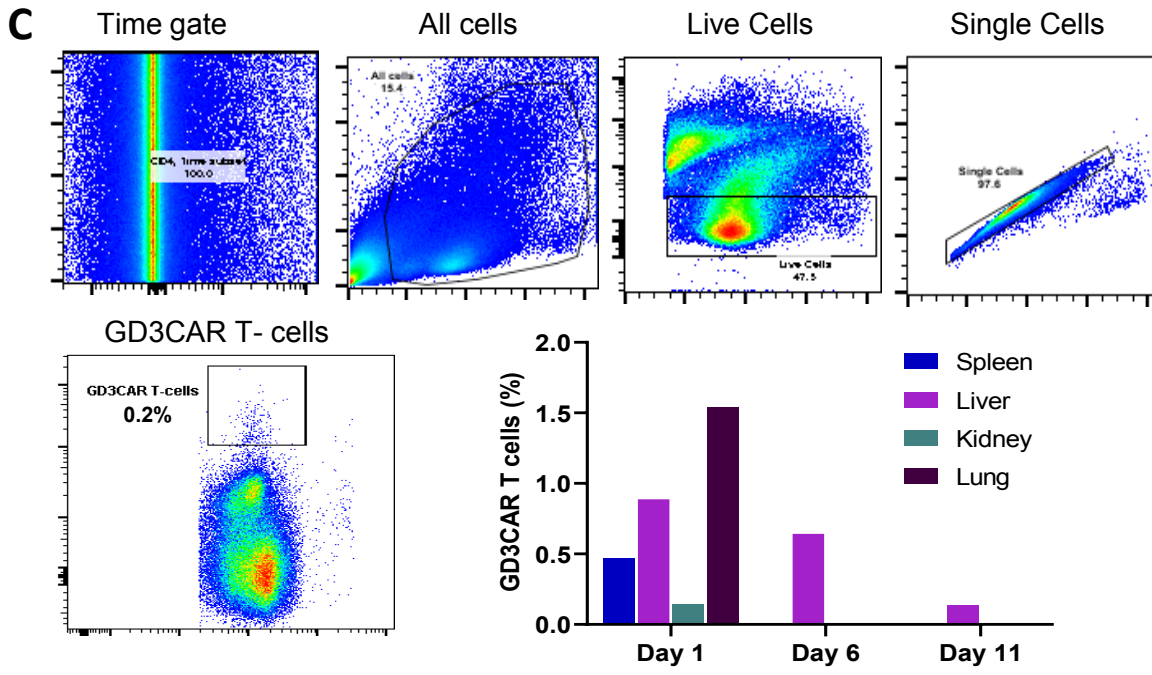 C
Time gate
All cells
Live Cells
Single Cells
CD4, Time subset
100.0
All cells
15.4
Live Cells
47.5
Single Cells
97.6
GD3CAR T- cells
GD3CAR T-cells
0.2%
GD3CAR T cells (%)
2.0
1.5
1.0
0.5
0.0
Day 1
Day 6
Day 11
Spleen
Liver
Kidney
Lung